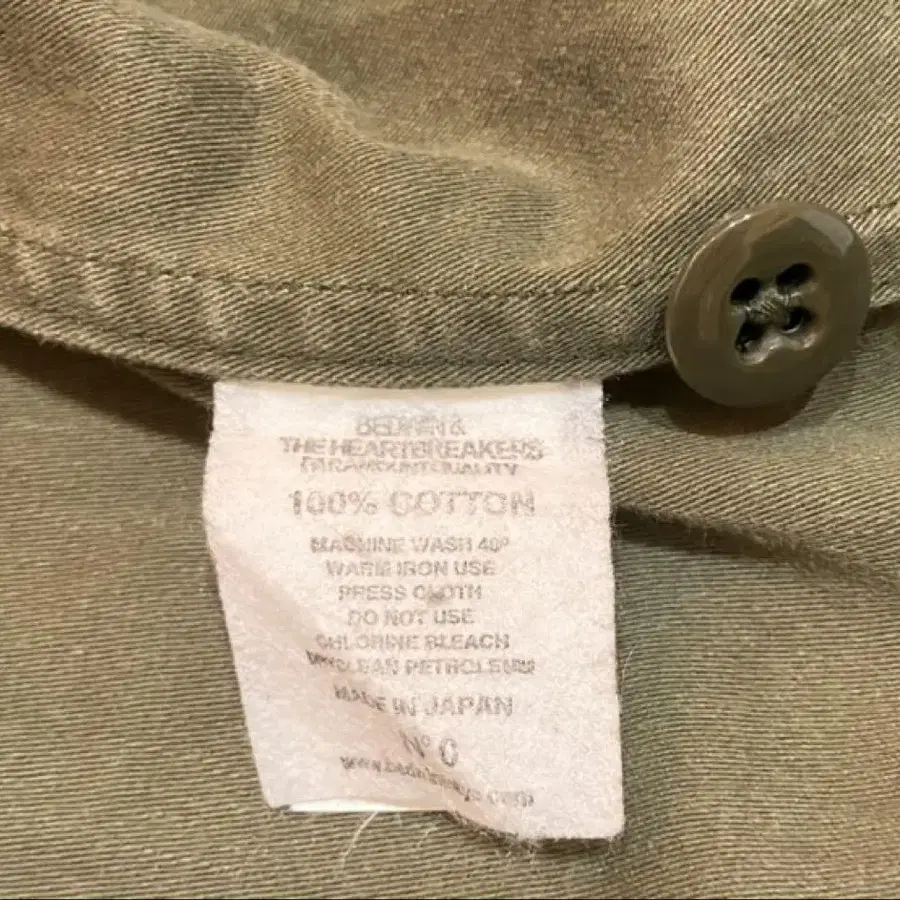 BEDWIN &
THE HEARTBREAKERS
PARAMOUNT QUALITY
100% COTTON
MACHINE WASH 40°
WARM IRON USE
PRESS CLOTH
DO NOT USE
CHLORINE BLEACH
DRYCLEAN PETROLEUM
MADE IN JAPAN
Nº 0